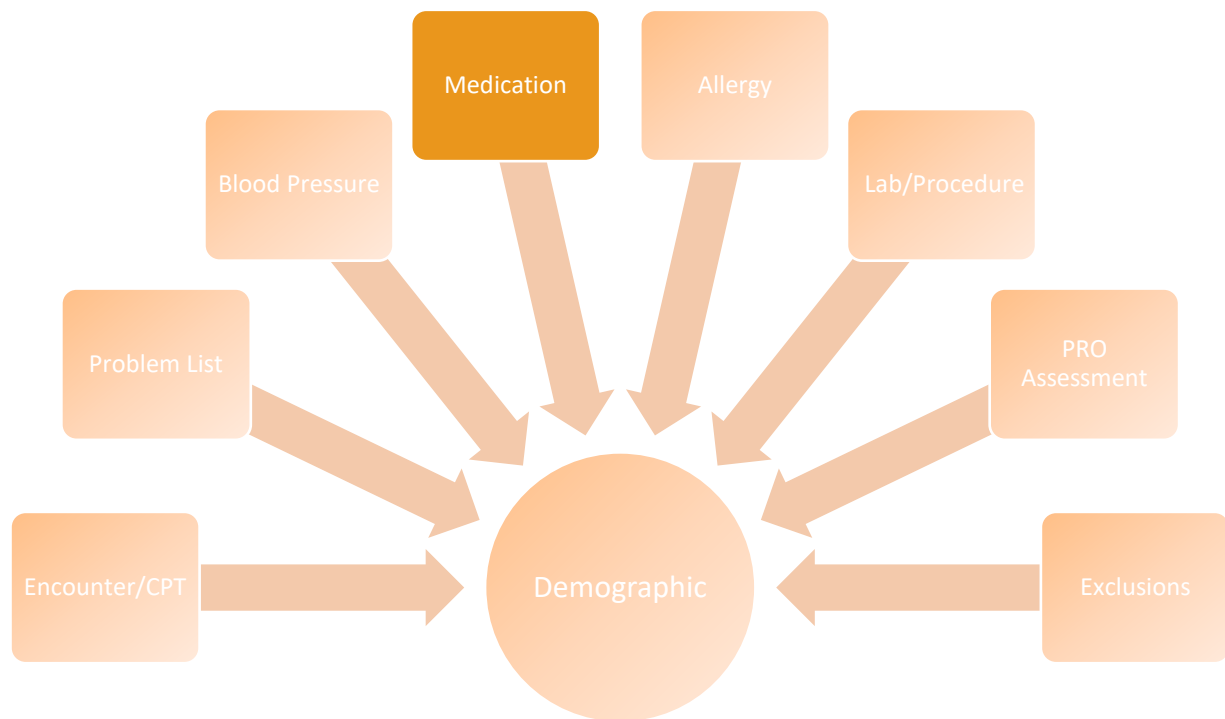 Medication
Allergy
Blood Pressure
Lab/Procedure
Problem List
PRO
Assessment
Encounter/CPT
Demographic
Exclusions